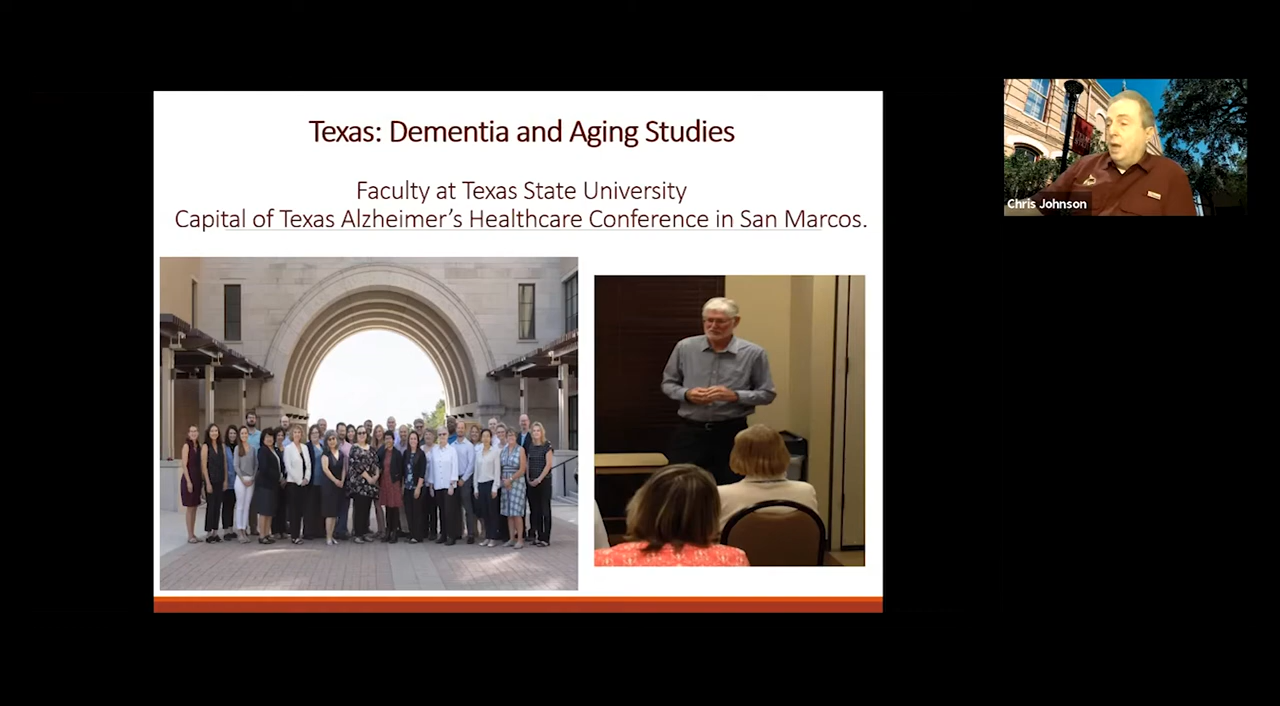 Texas: Dementia and Aging Studies
Faculty at Texas State University
Capital of Texas Alzheimer's Healthcare Conference in San Marcos.
Chris Johnson